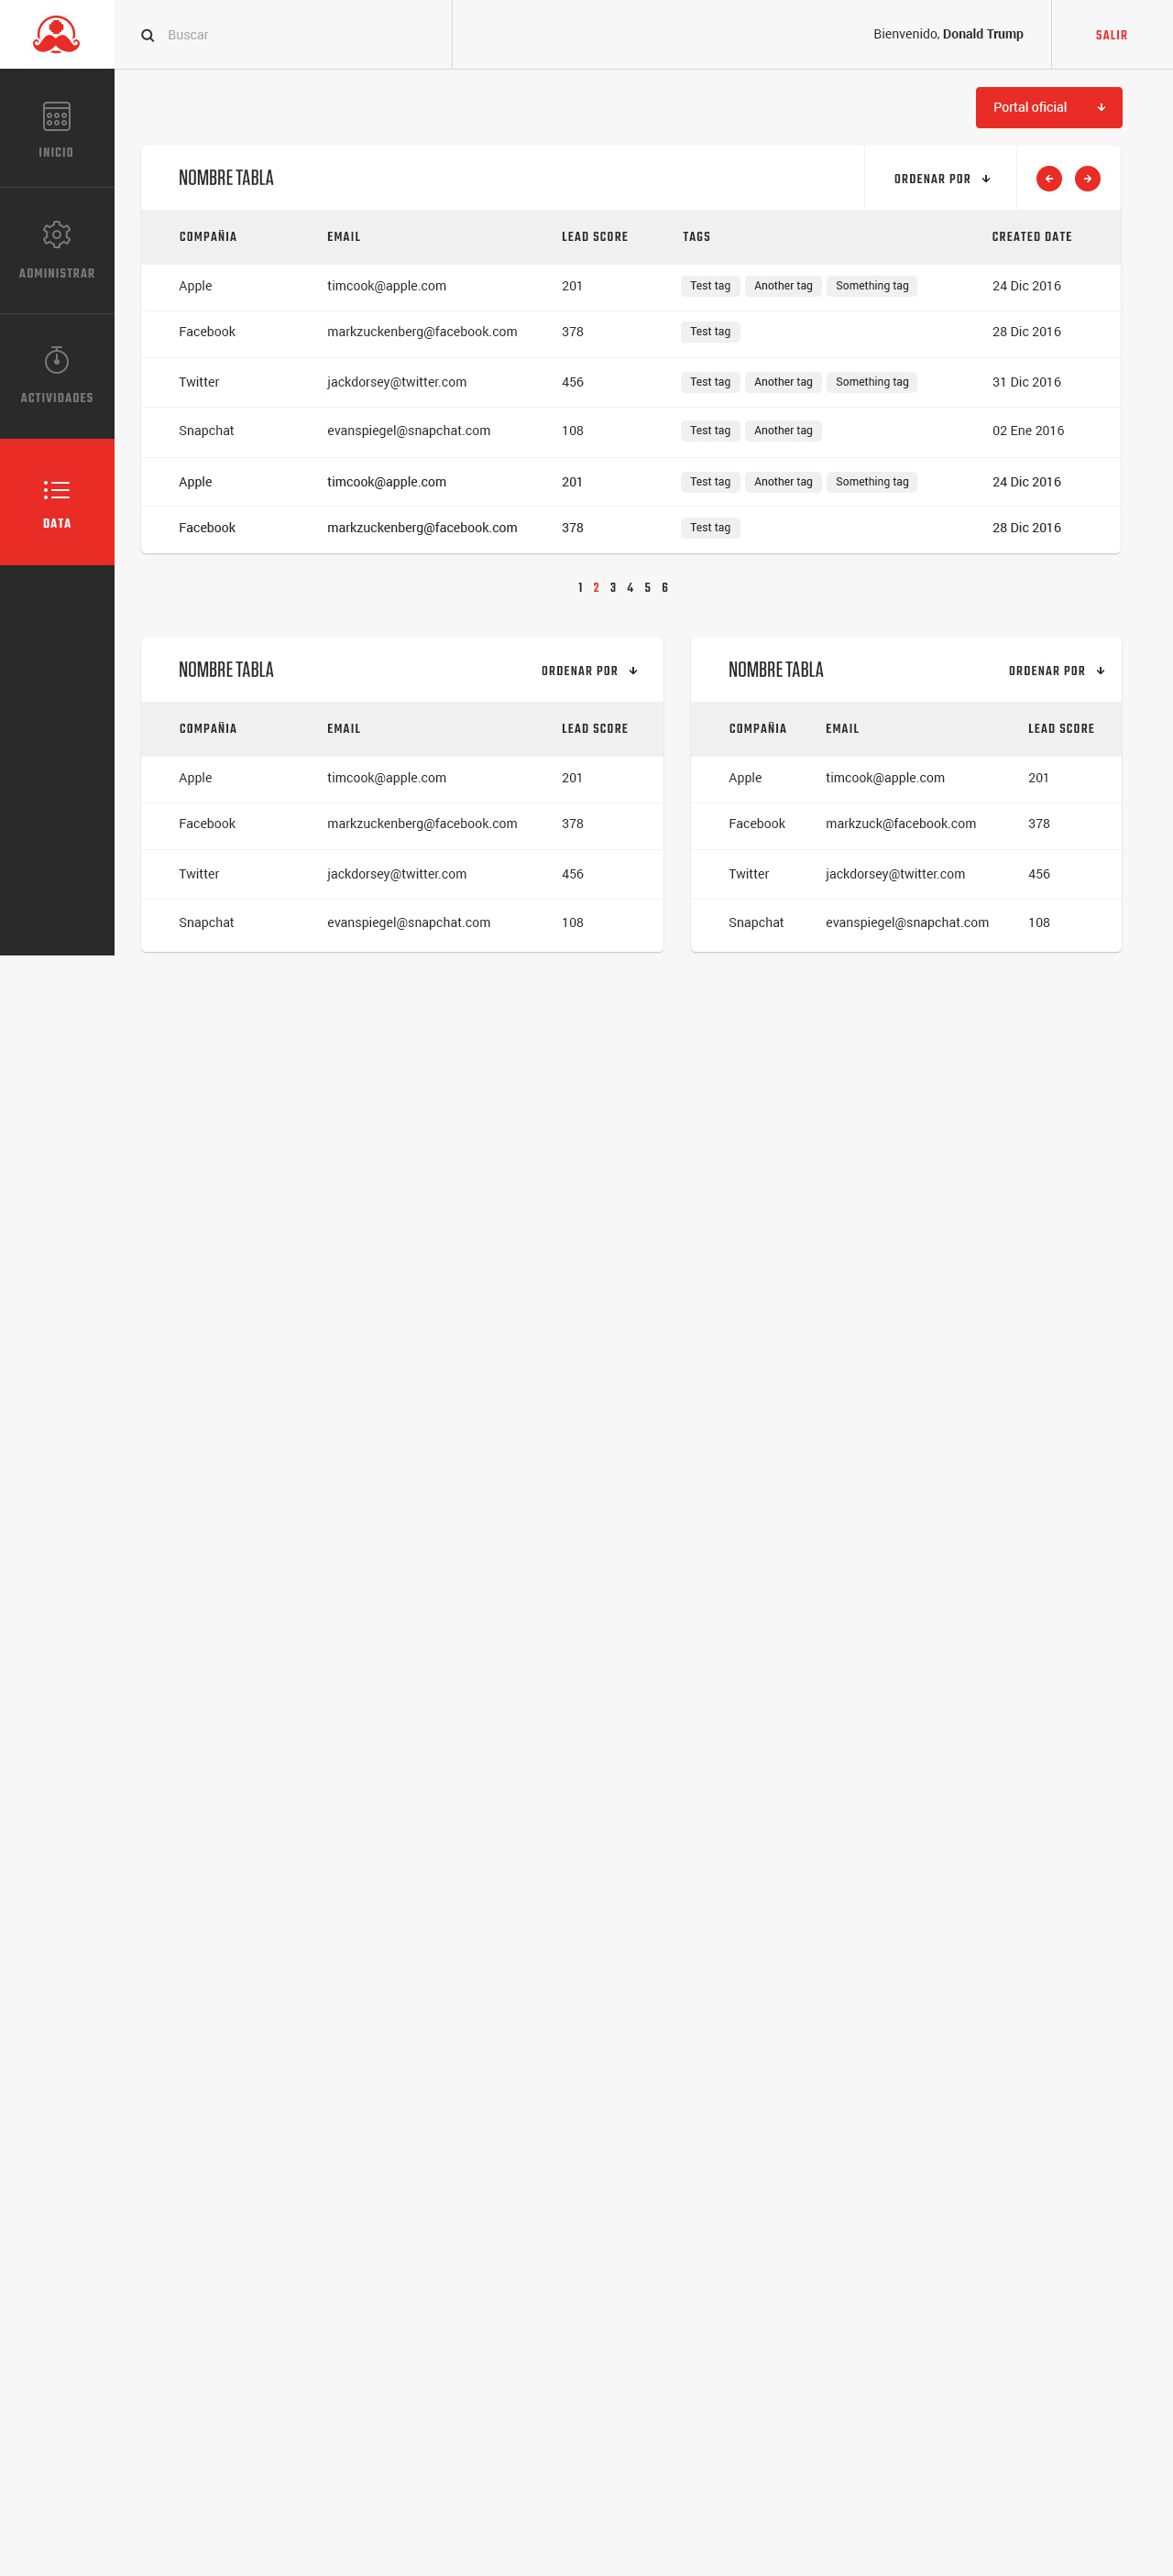 Buscar
Bienvenido, Donald Trump
SALIR
INICIO
ADMINISTRAR
ACTIVIDADES
DATA
Portal oficial
NOMBRE TABLA
ORDENAR POR
COMPAÑIA EMAIL LEAD SCORE TAGS CREATED DATE
Apple timcook@apple.com 201 Test tag Another tag Something tag 24 Dic 2016
Facebook markzuckenberg@facebook.com 378 Test tag 28 Dic 2016
Twitter jackdorsey@twitter.com 456 Test tag Another tag Something tag 31 Dic 2016
Snapchat evanspiegel@snapchat.com 108 Test tag Another tag 02 Ene 2016
Apple timcook@apple.com 201 Test tag Another tag Something tag 24 Dic 2016
Facebook markzuckenberg@facebook.com 378 Test tag 28 Dic 2016
1 2 3 4 5 6
NOMBRE TABLA ORDENAR POR
COMPAÑIA EMAIL LEAD SCORE
Apple timcook@apple.com 201
Facebook markzuckenberg@facebook.com 378
Twitter jackdorsey@twitter.com 456
Snapchat evanspiegel@snapchat.com 108
NOMBRE TABLA ORDENAR POR
COMPAÑIA EMAIL LEAD SCORE
Apple timcook@apple.com 201
Facebook markzuck@facebook.com 378
Twitter jackdorsey@twitter.com 456
Snapchat evanspiegel@snapchat.com 108